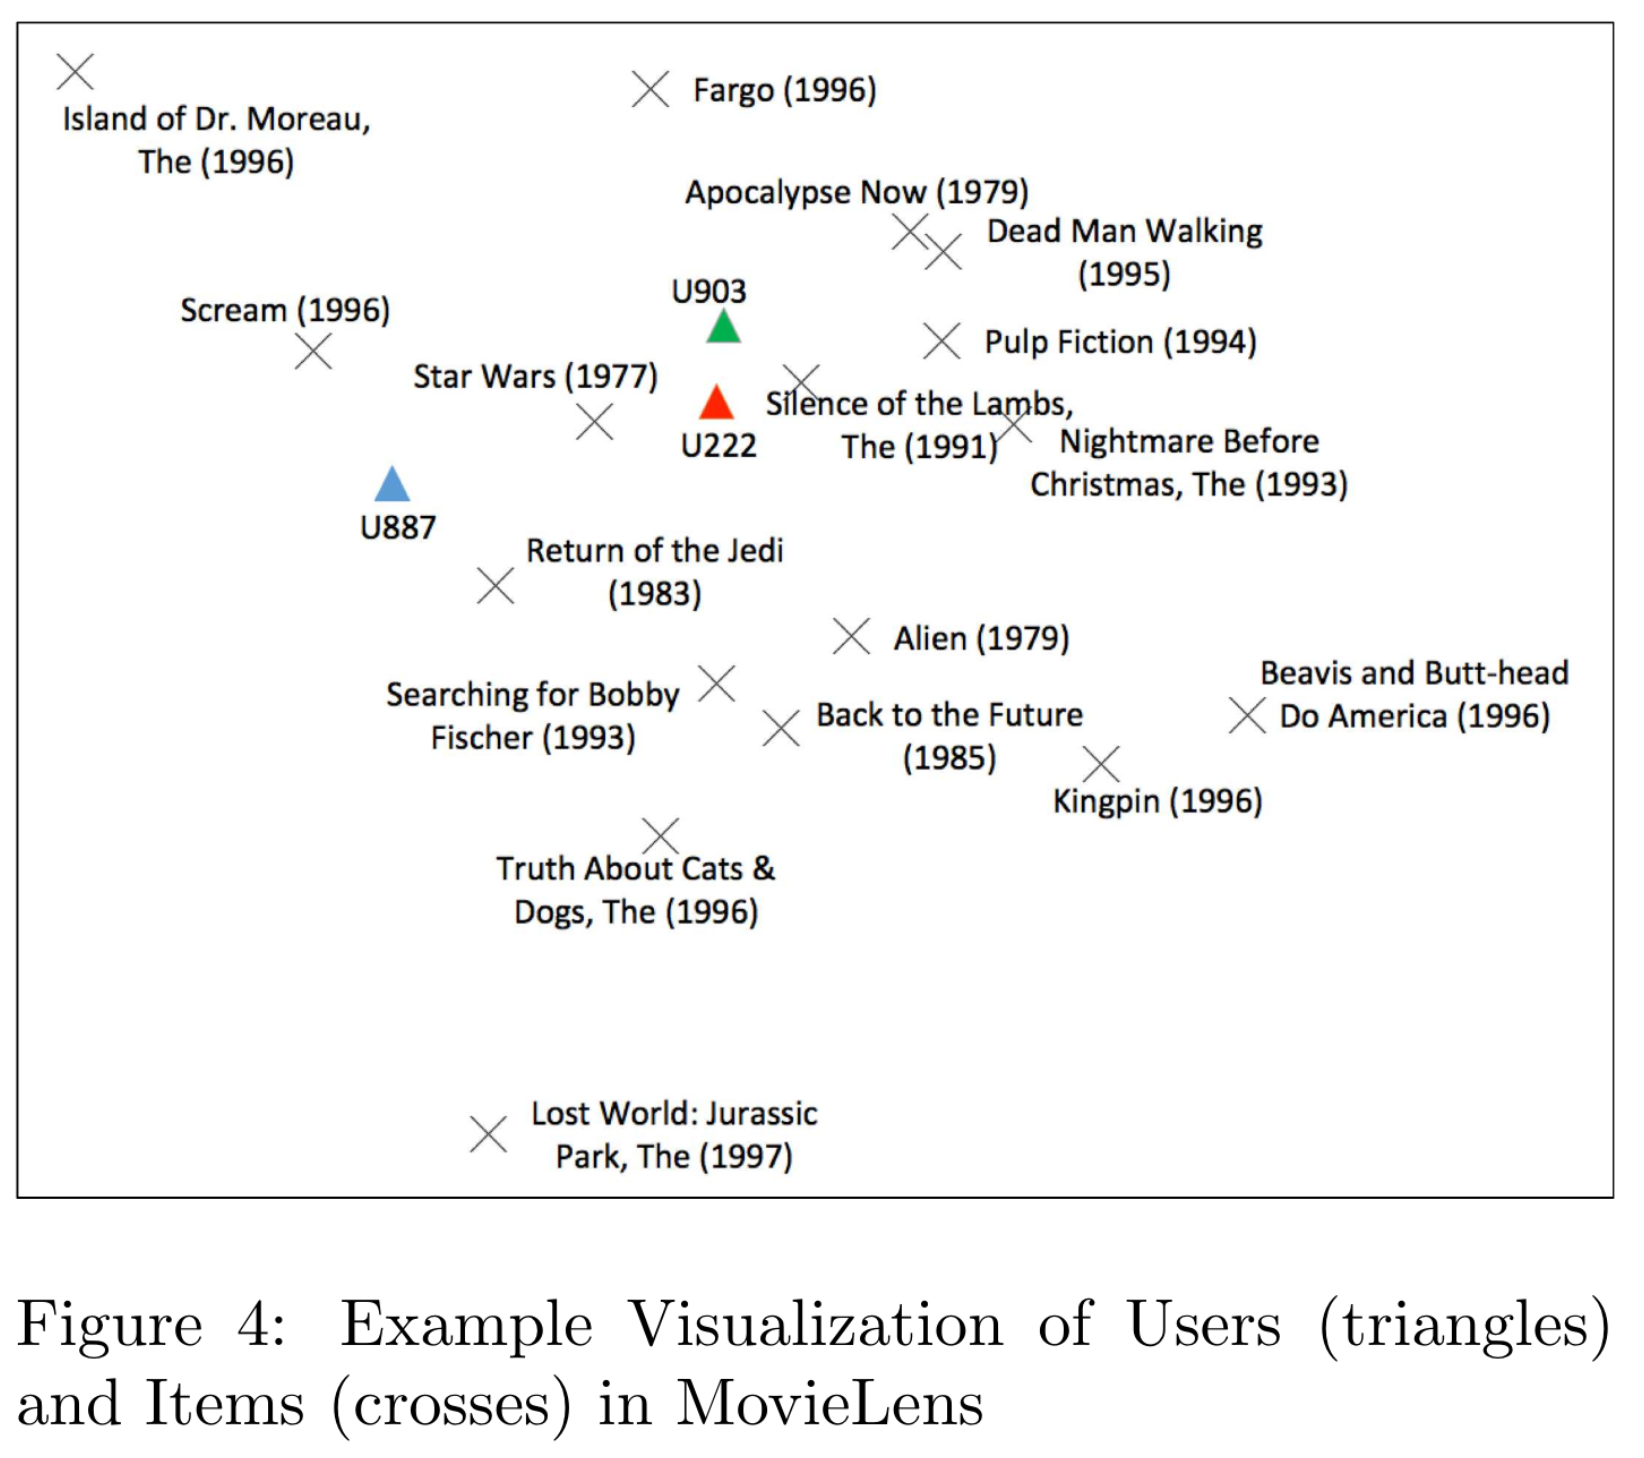 Island of Dr. Moreau,
The (1996)
Fargo (1996)
Apocalypse Now (1979)
Dead Man Walking
(1995)
U903
Scream (1996)
Pulp Fiction (1994)
Star Wars (1977)
Silence of the Lambs,
The (1991)
U222
Nightmare Before
Christmas, The (1993)
U887
Return of the Jedi
(1983)
Alien (1979)
Searching for Bobby
Fischer (1993)
Beavis and Butt-head
Do America (1996)
Back to the Future
(1985)
Kingpin (1996)
Truth About Cats &
Dogs, The (1996)
Lost World: Jurassic
Park, The (1997)
Figure 4: Example Visualization of Users (triangles)
and Items (crosses) in MovieLens